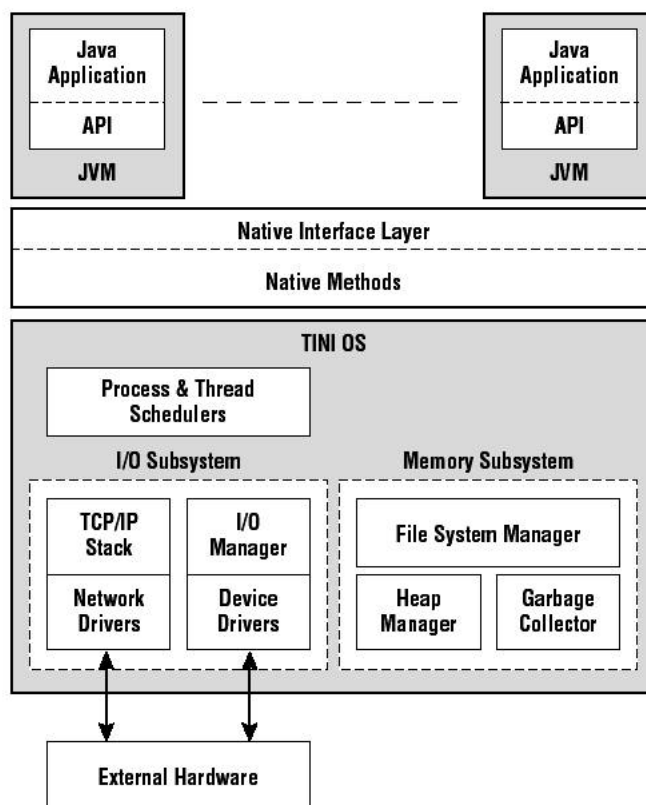 Java
Application
API
JVM
Java
Application
API
JVM
Native Interface Layer
Native Methods
TINI OS
Process & Thread
Schedulers
I/O Subsystem
TCP/IP
Stack
I/O
Manager
Network
Drivers
Device
Drivers
Memory Subsystem
File System Manager
Heap
Manager
Garbage
Collector
External Hardware